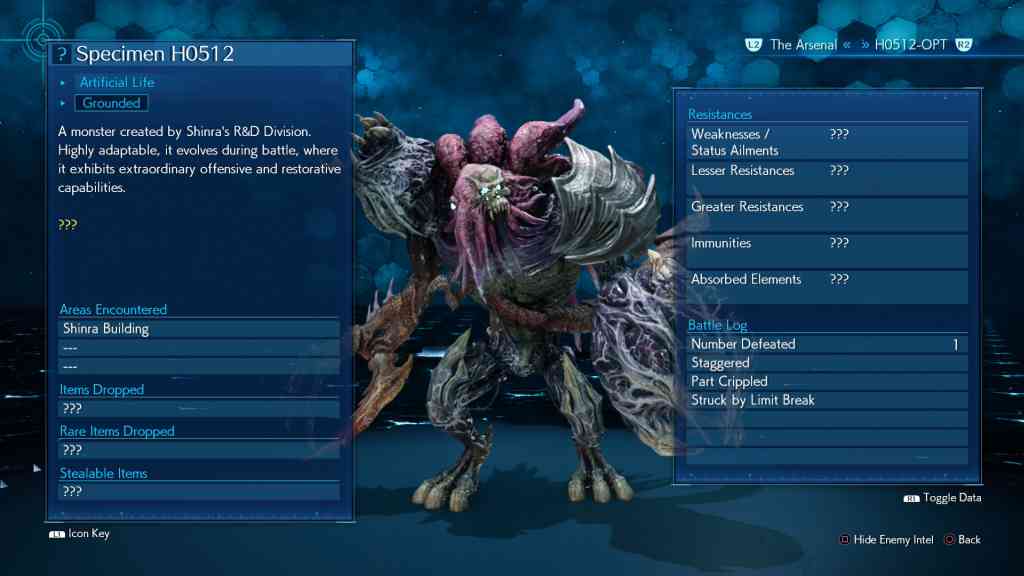 ? Specimen H0512
L2 The Arsenal « » H0512-OPT R2
Artificial Life
Grounded
A monster created by Shinra's R&D Division.
Highly adaptable, it evolves during battle, where
it exhibits extraordinary offensive and restorative
capabilities.
???
Areas Encountered
Shinra Building
---
---
Items Dropped
???
Rare Items Dropped
???
Stealable Items
???
L1 Icon Key
Resistances
Weaknesses / ???
Status Ailments
Lesser Resistances ???
Greater Resistances ???
Immunities ???
Absorbed Elements ???
Battle Log
Number Defeated 1
Staggered
Part Crippled
Struck by Limit Break
R1 Toggle Data
Hide Enemy Intel Back